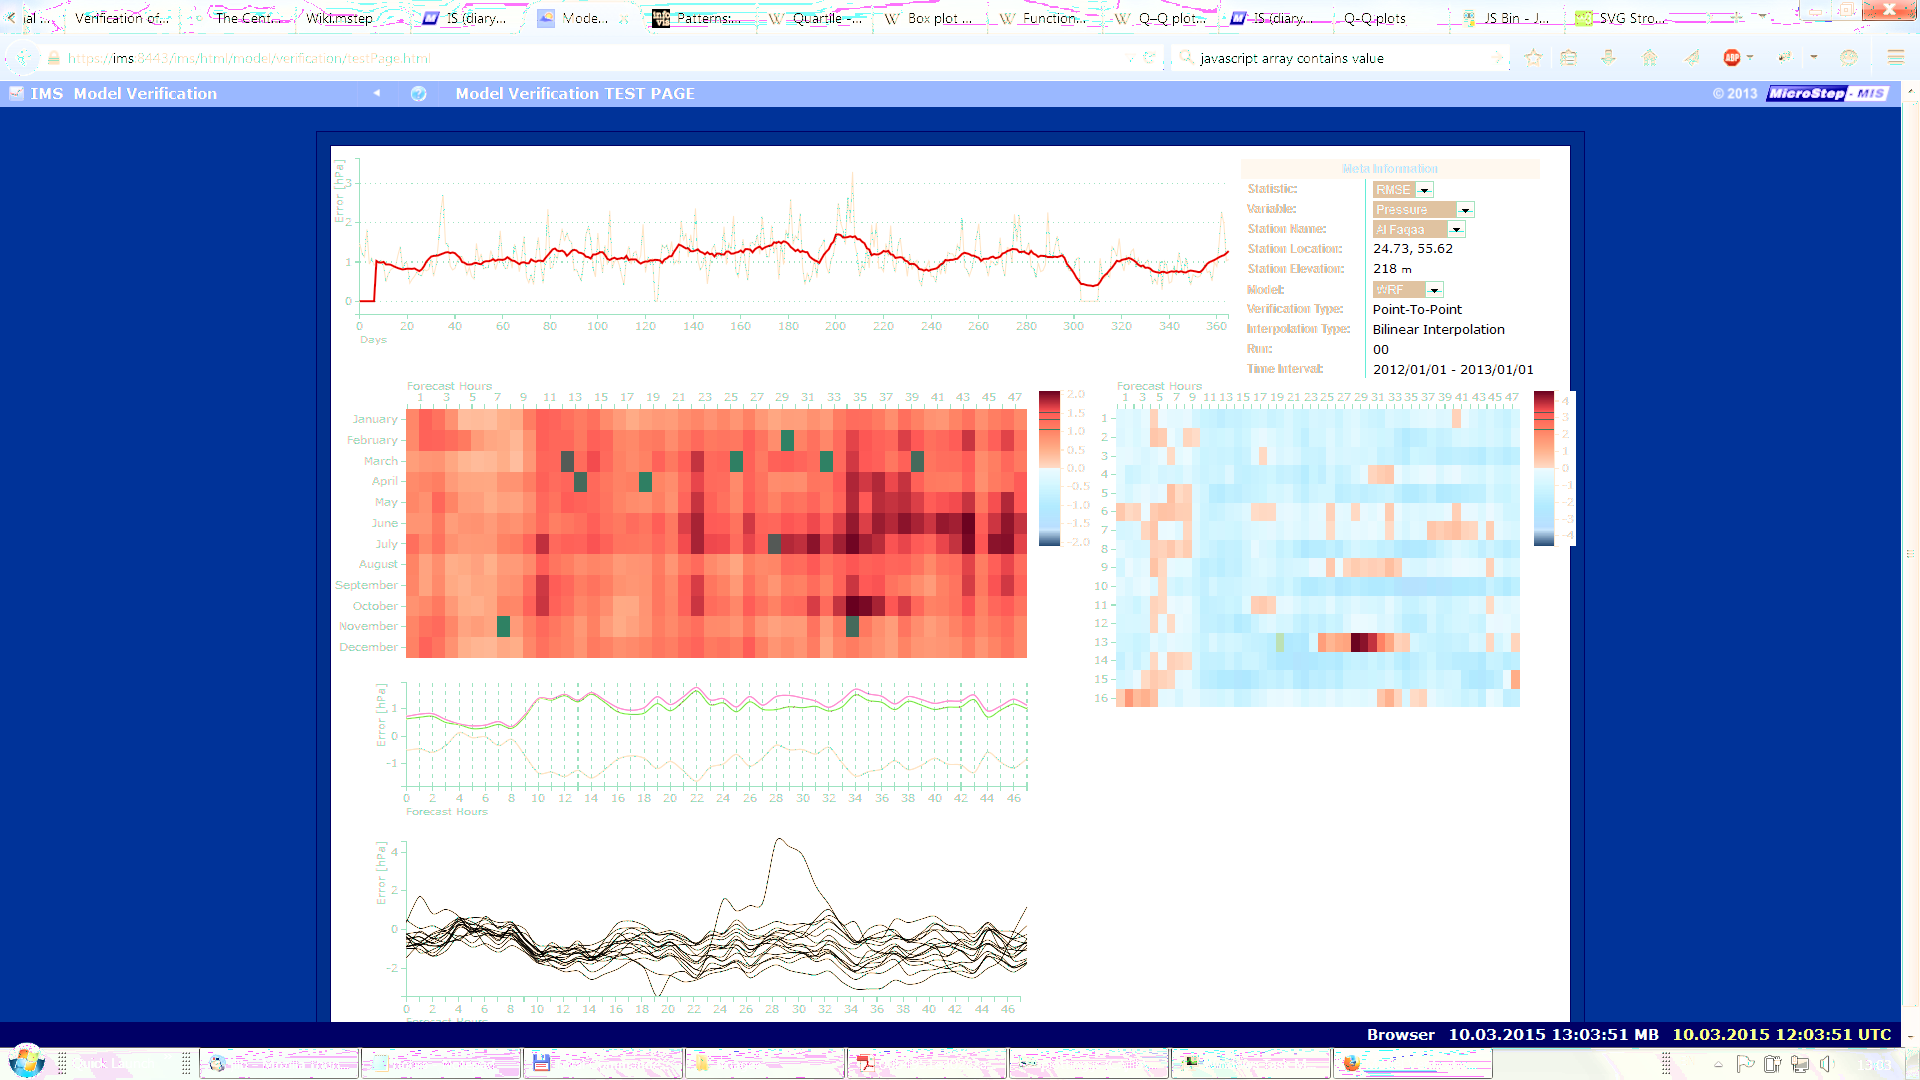 Verification of...
The Cent...
Wiki.mstep
IS (diary...
Mode...
Patterns:...
Quartile -...
Box plot ...
Function...
Q–Q plot...
IS (diary...
Q-Q plots
JS Bin - J...
SVG Stro...
https://ims:8443/ims/html/model/verification/testPage.html
javascript array contains value
ABP
IMS Model Verification
Model Verification TEST PAGE
© 2013 MicroStep - MIS
Error [hPa]
3
2
1
0
0 20 40 60 80 100 120 140 160 180 200 220 240 260 280 300 320 340 360
Days
Meta Information
Statistic: RMSE
Variable: Pressure
Station Name: Al Faqaa
Station Location: 24.73, 55.62
Station Elevation: 218 m
Model: WRF
Verification Type: Point-To-Point
Interpolation Type: Bilinear Interpolation
Run: 00
Time Interval: 2012/01/01 - 2013/01/01
Forecast Hours
1 3 5 7 9 11 13 15 17 19 21 23 25 27 29 31 33 35 37 39 41 43 45 47
January
February
March
April
May
June
July
August
September
October
November
December
2.0
1.5
1.0
0.5
0.0
-0.5
-1.0
-1.5
-2.0
Forecast Hours
1 3 5 7 9 11 13 15 17 19 21 23 25 27 29 31 33 35 37 39 41 43 45 47
1
2
3
4
5
6
7
8
9
10
11
12
13
14
15
16
4
3
2
1
0
-1
-2
-3
-4
Error [hPa]
1
0
-1
0 2 4 6 8 10 12 14 16 18 20 22 24 26 28 30 32 34 36 38 40 42 44 46
Forecast Hours
Error [hPa]
4
2
0
-2
0 2 4 6 8 10 12 14 16 18 20 22 24 26 28 30 32 34 36 38 40 42 44 46
Forecast Hours
Browser 10.03.2015 13:03:51 MB 10.03.2015 12:03:51 UTC
13:03